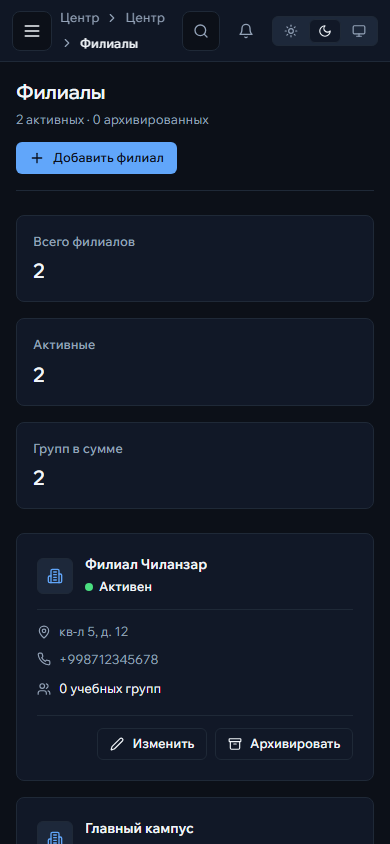 Центр > Центр
> Филиалы
Филиалы
2 активных · 0 архивированных
+ Добавить филиал
Всего филиалов
2
Активные
2
Групп в сумме
2
Филиал Чиланзар
Активен
кв-л 5, д. 12
+998712345678
0 учебных групп
Изменить
Архивировать
Главный кампус